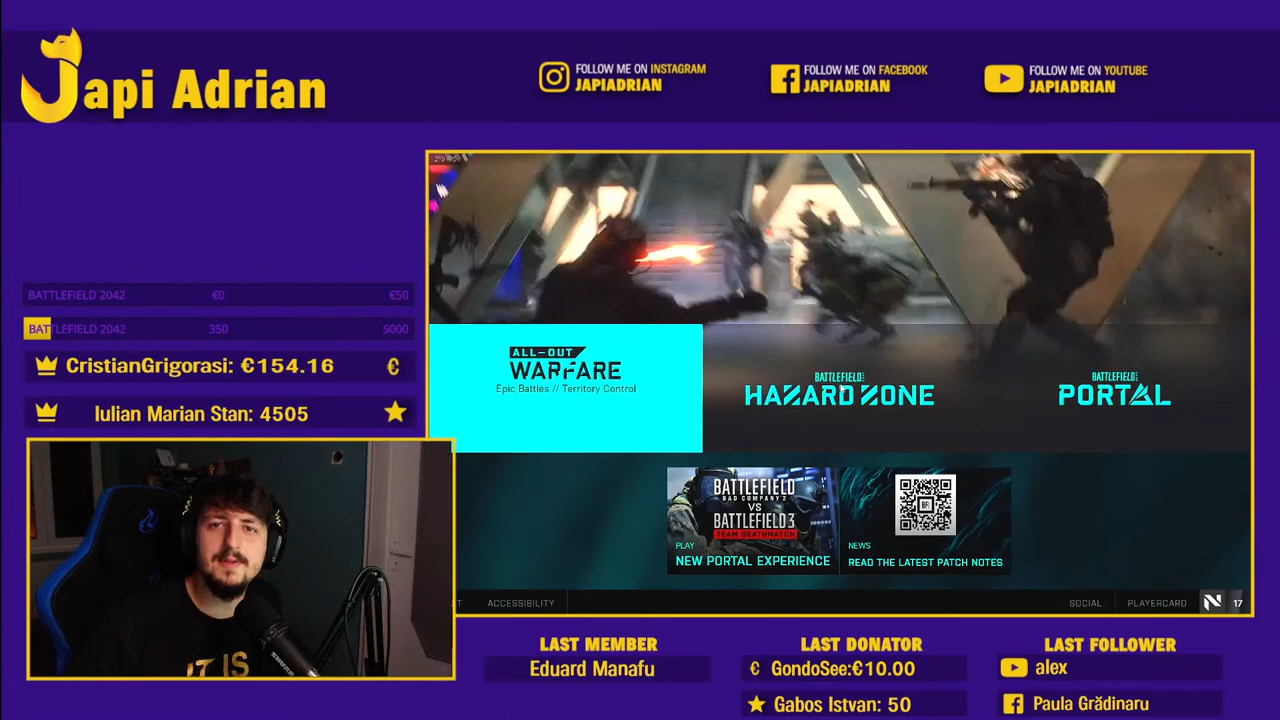 Japi Adrian
FOLLOW ME ON INSTAGRAM
JAPIADRIAN
FOLLOW ME ON FACEBOOK
JAPIADRIAN
FOLLOW ME ON YOUTUBE
JAPIADRIAN
BATTLEFIELD 2042 €0 €50
BATTLEFIELD 2042 350 5000
CristianGrigorasi: €154.16 €
Iulian Marian Stan: 4505
ALL-OUT
WARFARE
Epic Battles // Territory Control
BATTLEFIELD
HAZARD ZONE
BATTLEFIELD
PORTAL
BATTLEFIELD
BAD COMPANY 2
VS
BATTLEFIELD 3
TEAM DEATHMATCH
PLAY
NEW PORTAL EXPERIENCE
NEWS
READ THE LATEST PATCH NOTES
ACCESSIBILITY
SOCIAL
PLAYERCARD
17
IT IS
LAST MEMBER
Eduard Manafu
LAST DONATOR
€ GondoSee:€10.00
Gabos Istvan: 50
LAST FOLLOWER
alex
Paula Grădinaru